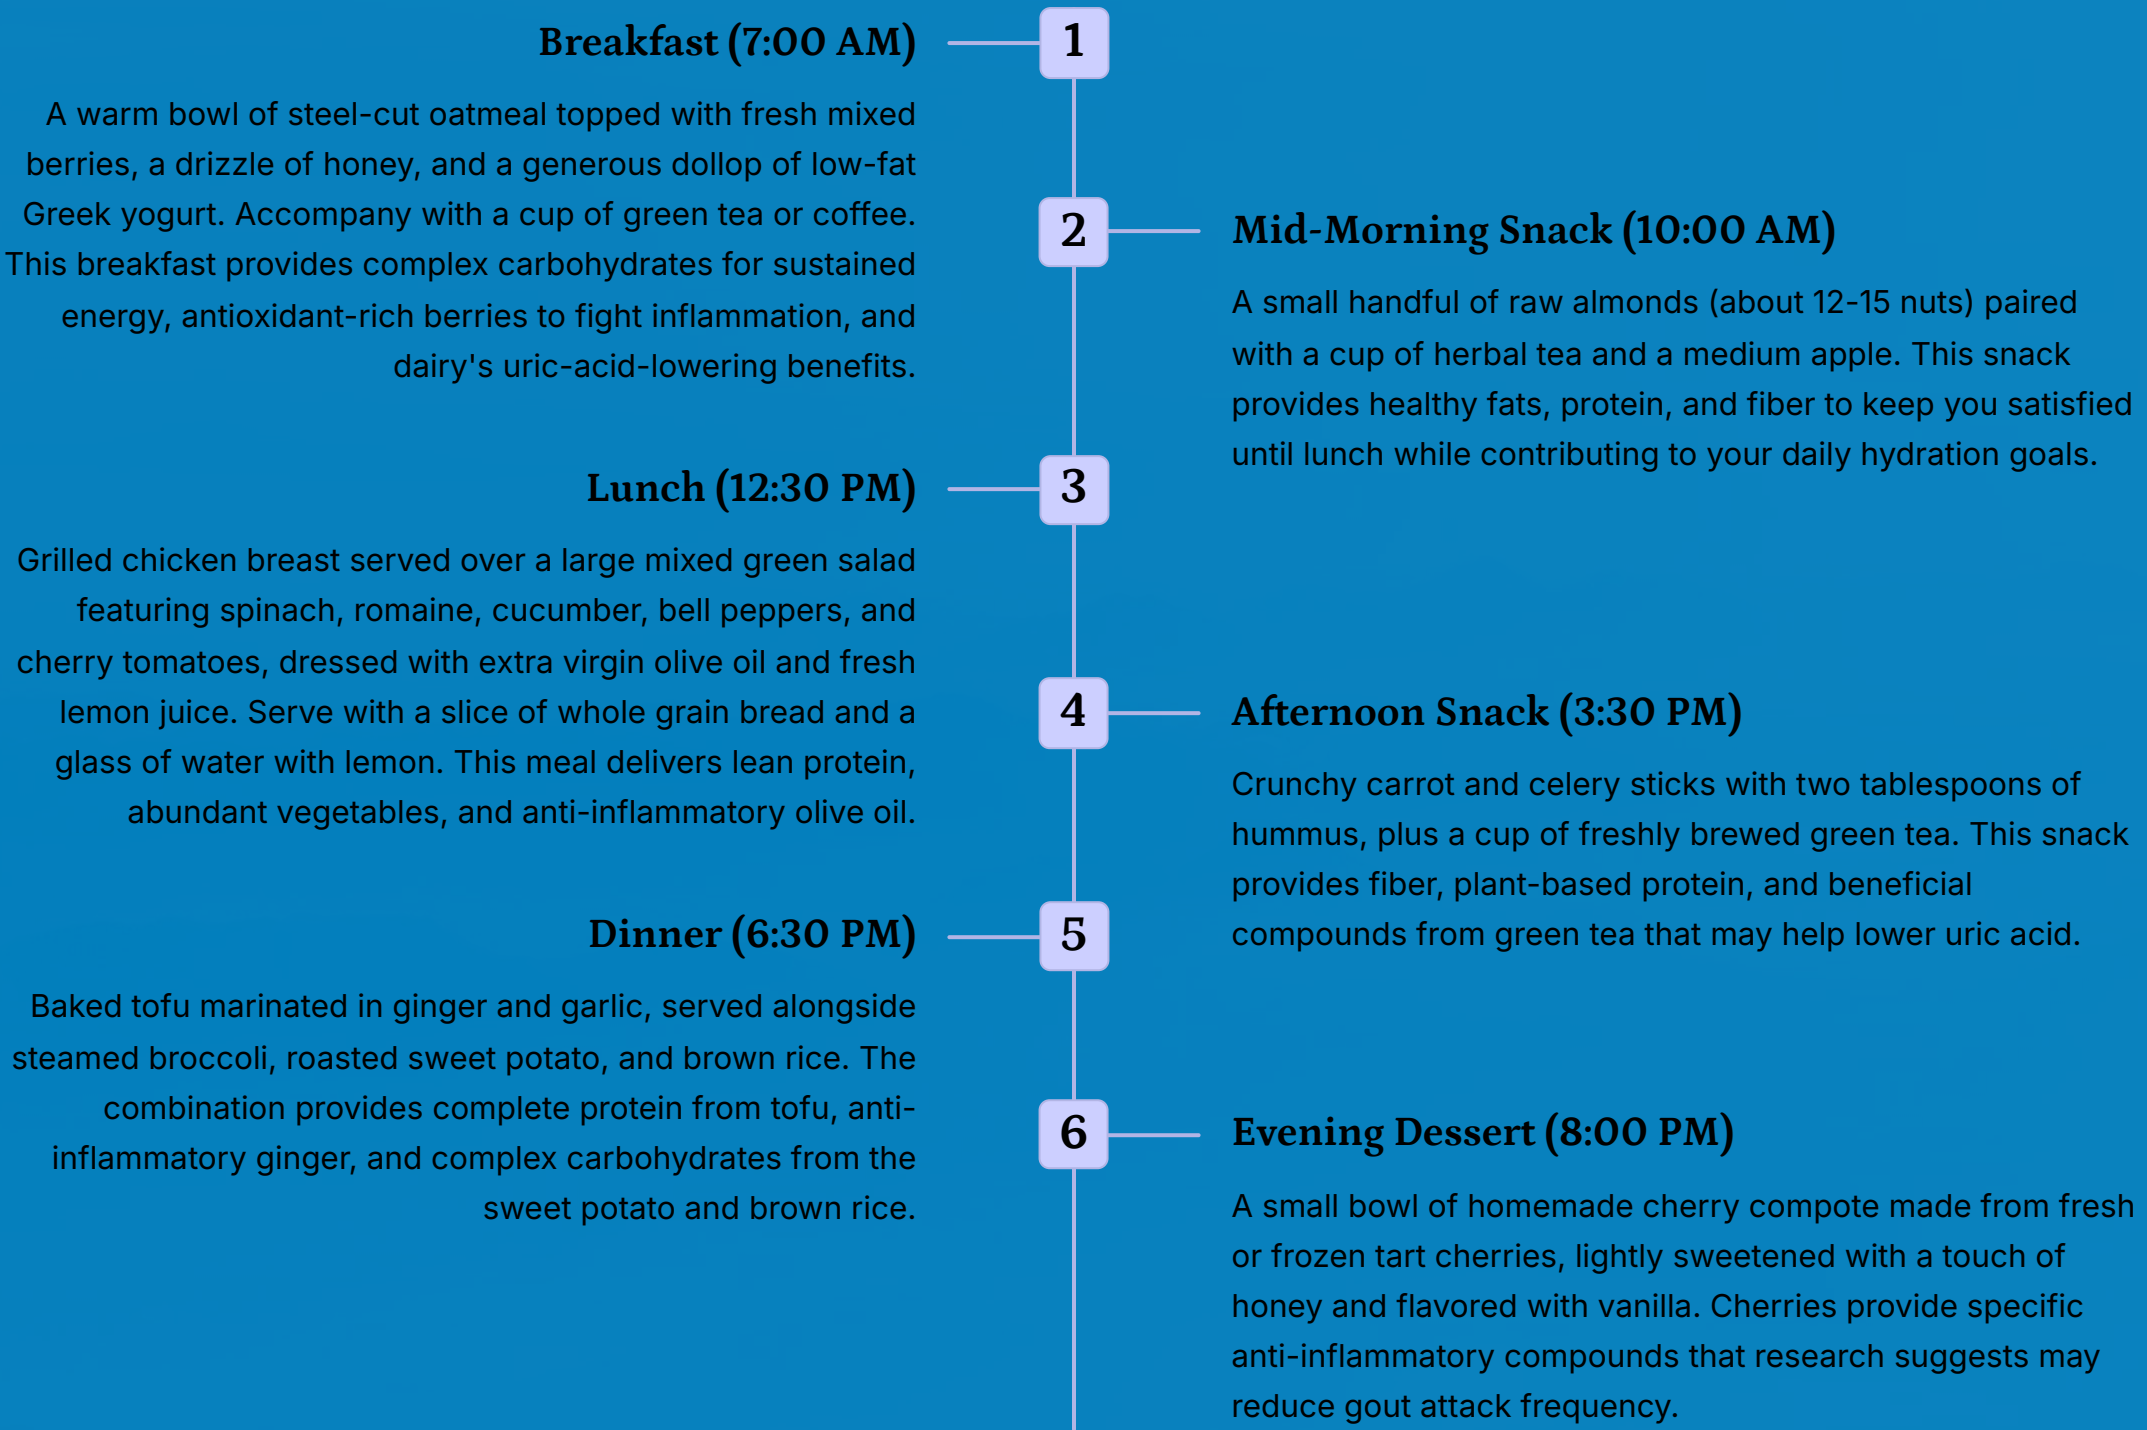 Breakfast (7:00 AM)
1
A warm bowl of steel-cut oatmeal topped with fresh mixed
berries, a drizzle of honey, and a generous dollop of low-fat
Greek yogurt. Accompany with a cup of green tea or coffee.
This breakfast provides complex carbohydrates for sustained
energy, antioxidant-rich berries to fight inflammation, and
dairy's uric-acid-lowering benefits.
2
Mid-Morning Snack (10:00 AM)
A small handful of raw almonds (about 12-15 nuts) paired
with a cup of herbal tea and a medium apple. This snack
provides healthy fats, protein, and fiber to keep you satisfied
until lunch while contributing to your daily hydration goals.
Lunch (12:30 PM)
3
Grilled chicken breast served over a large mixed green salad
featuring spinach, romaine, cucumber, bell peppers, and
cherry tomatoes, dressed with extra virgin olive oil and fresh
lemon juice. Serve with a slice of whole grain bread and a
glass of water with lemon. This meal delivers lean protein,
abundant vegetables, and anti-inflammatory olive oil.
4
Afternoon Snack (3:30 PM)
Crunchy carrot and celery sticks with two tablespoons of
hummus, plus a cup of freshly brewed green tea. This snack
provides fiber, plant-based protein, and beneficial
compounds from green tea that may help lower uric acid.
Dinner (6:30 PM)
5
Baked tofu marinated in ginger and garlic, served alongside
steamed broccoli, roasted sweet potato, and brown rice. The
combination provides complete protein from tofu, anti-
inflammatory ginger, and complex carbohydrates from the
sweet potato and brown rice.
6
Evening Dessert (8:00 PM)
A small bowl of homemade cherry compote made from fresh
or frozen tart cherries, lightly sweetened with a touch of
honey and flavored with vanilla. Cherries provide specific
anti-inflammatory compounds that research suggests may
reduce gout attack frequency.